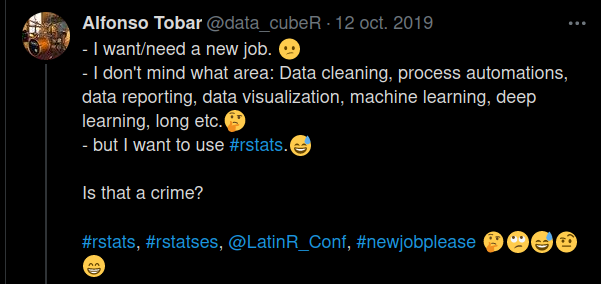 Alfonso Tobar @data_cubeR · 12 oct. 2019
- I want/need a new job. 🫤
- I don't mind what area: Data cleaning, process automations,
data reporting, data visualization, machine learning, deep
learning, long etc.🤔
- but I want to use #rstats.😅
Is that a crime?
#rstats, #rstatses, @LatinR_Conf, #newjobplease 🤔🙄😅🤨
😁